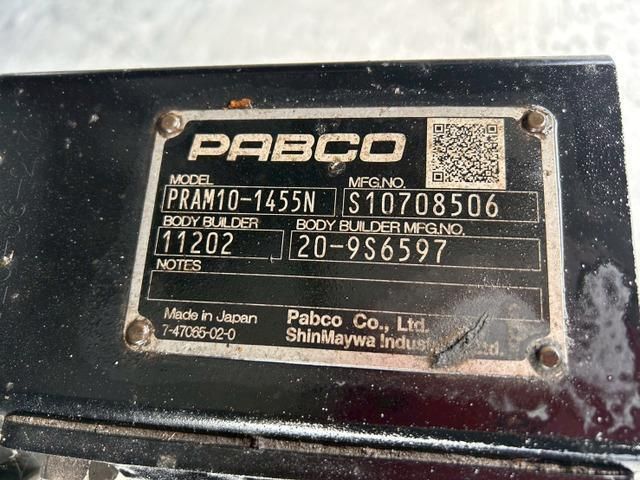 PABCO
MODEL
MFG.NO.
PRAM10-1455N
S10708506
BODY BUILDER
BODY BUILDER MFG.NO.
11202
20-9S6597
NOTES
Made in Japan
7-47065-02-0
Pabco Co., Ltd.
ShinMaywa Ltd.